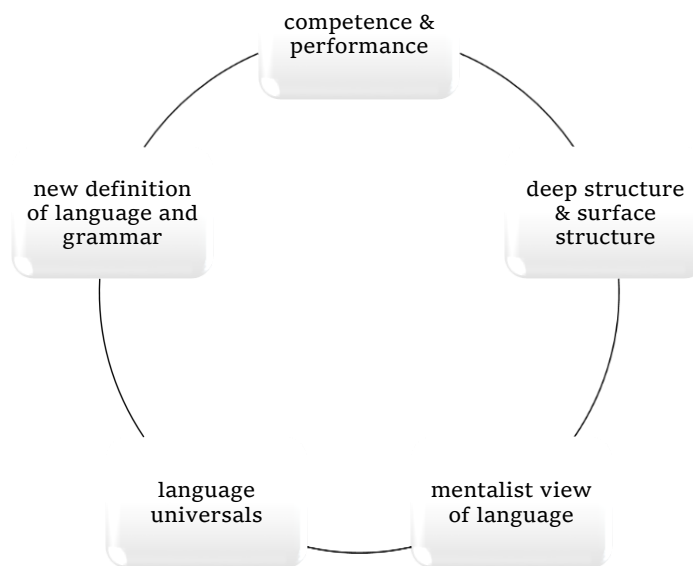 competence &
performance
new definition
of language and
grammar
deep structure
& surface
structure
language
universals
mentalist view
of language